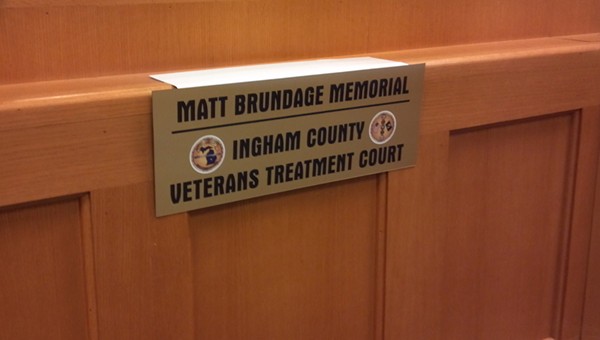 MATT BRUNDAGE MEMORIAL
INGHAM COUNTY
VETERANS TREATMENT COURT